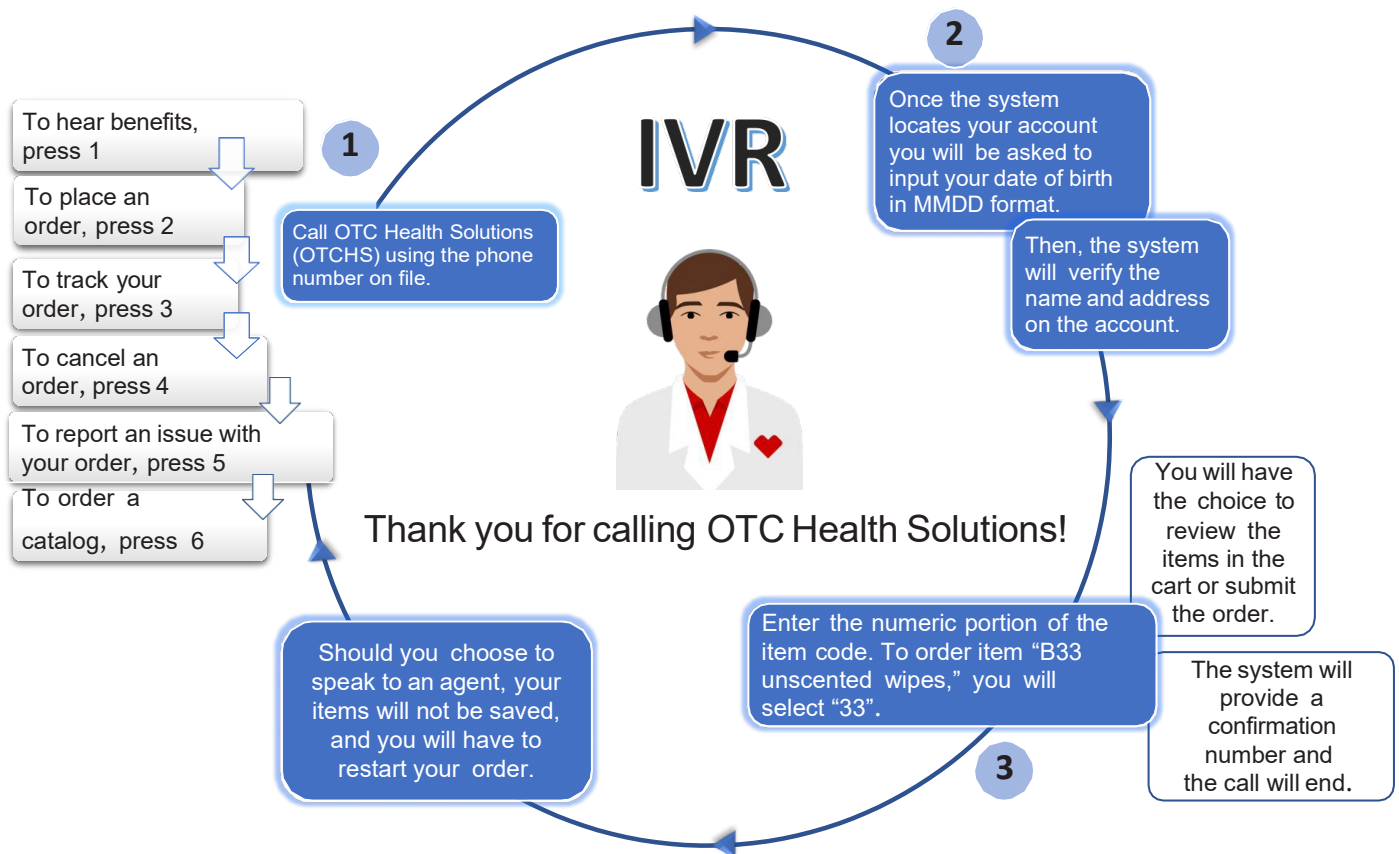 IVR
1
Call OTC Health Solutions
(OTCHS) using the phone
number on file.
To hear benefits,
press 1
To place an
order, press 2
To track your
order, press 3
To cancel an
order, press 4
To report an issue with
your order, press 5
To order a
catalog, press 6
2
Once the system
locates your account
you will be asked to
input your date of birth
in MMDD format.
Then, the system
will verify the
name and address
on the account.
Thank you for calling OTC Health Solutions!
3
Enter the numeric portion of the
item code. To order item “B33
unscented wipes,” you will
select “33”.
You will have
the choice to
review the
items in the
cart or submit
the order.
The system will
provide a
confirmation
number and
the call will end.
Should you choose to
speak to an agent, your
items will not be saved,
and you will have to
restart your order.